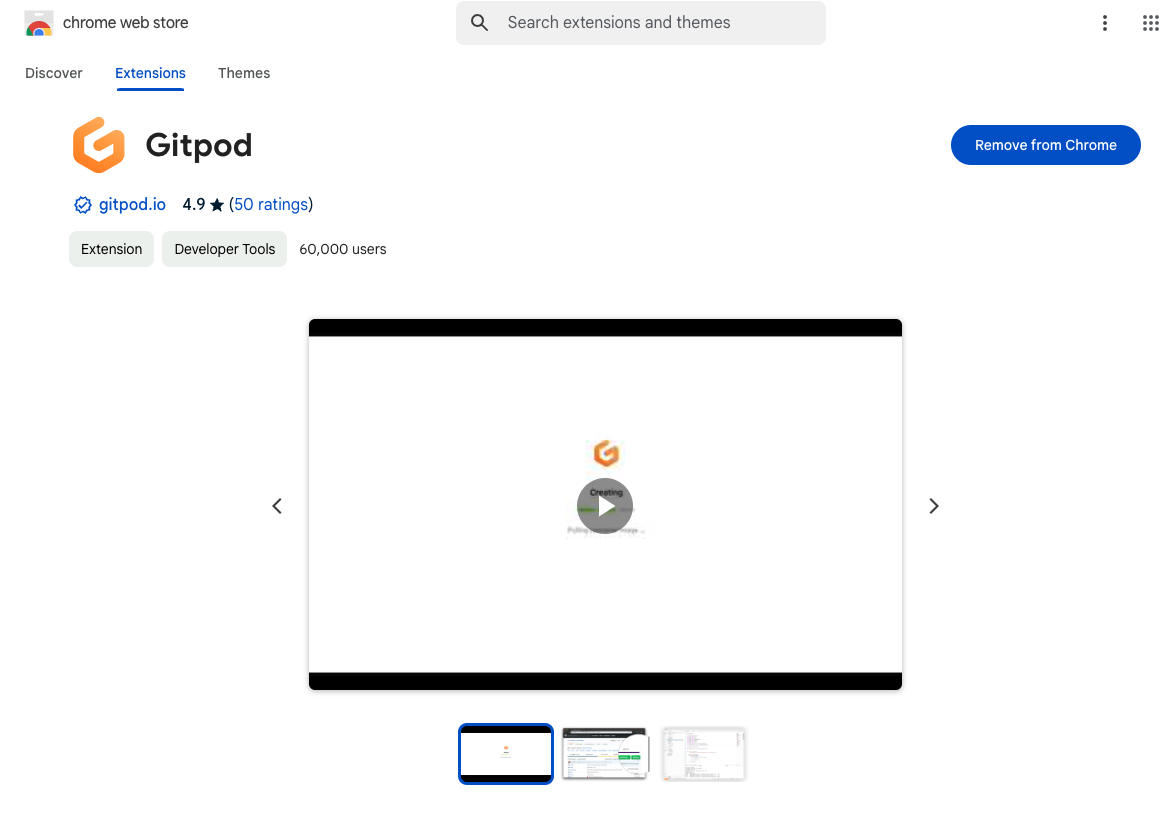 chrome web store
Search extensions and themes
Discover
Extensions
Themes
Gitpod
Remove from Chrome
gitpod.io 4.9 ★ (50 ratings)
Extension
Developer Tools
60,000 users
Creating